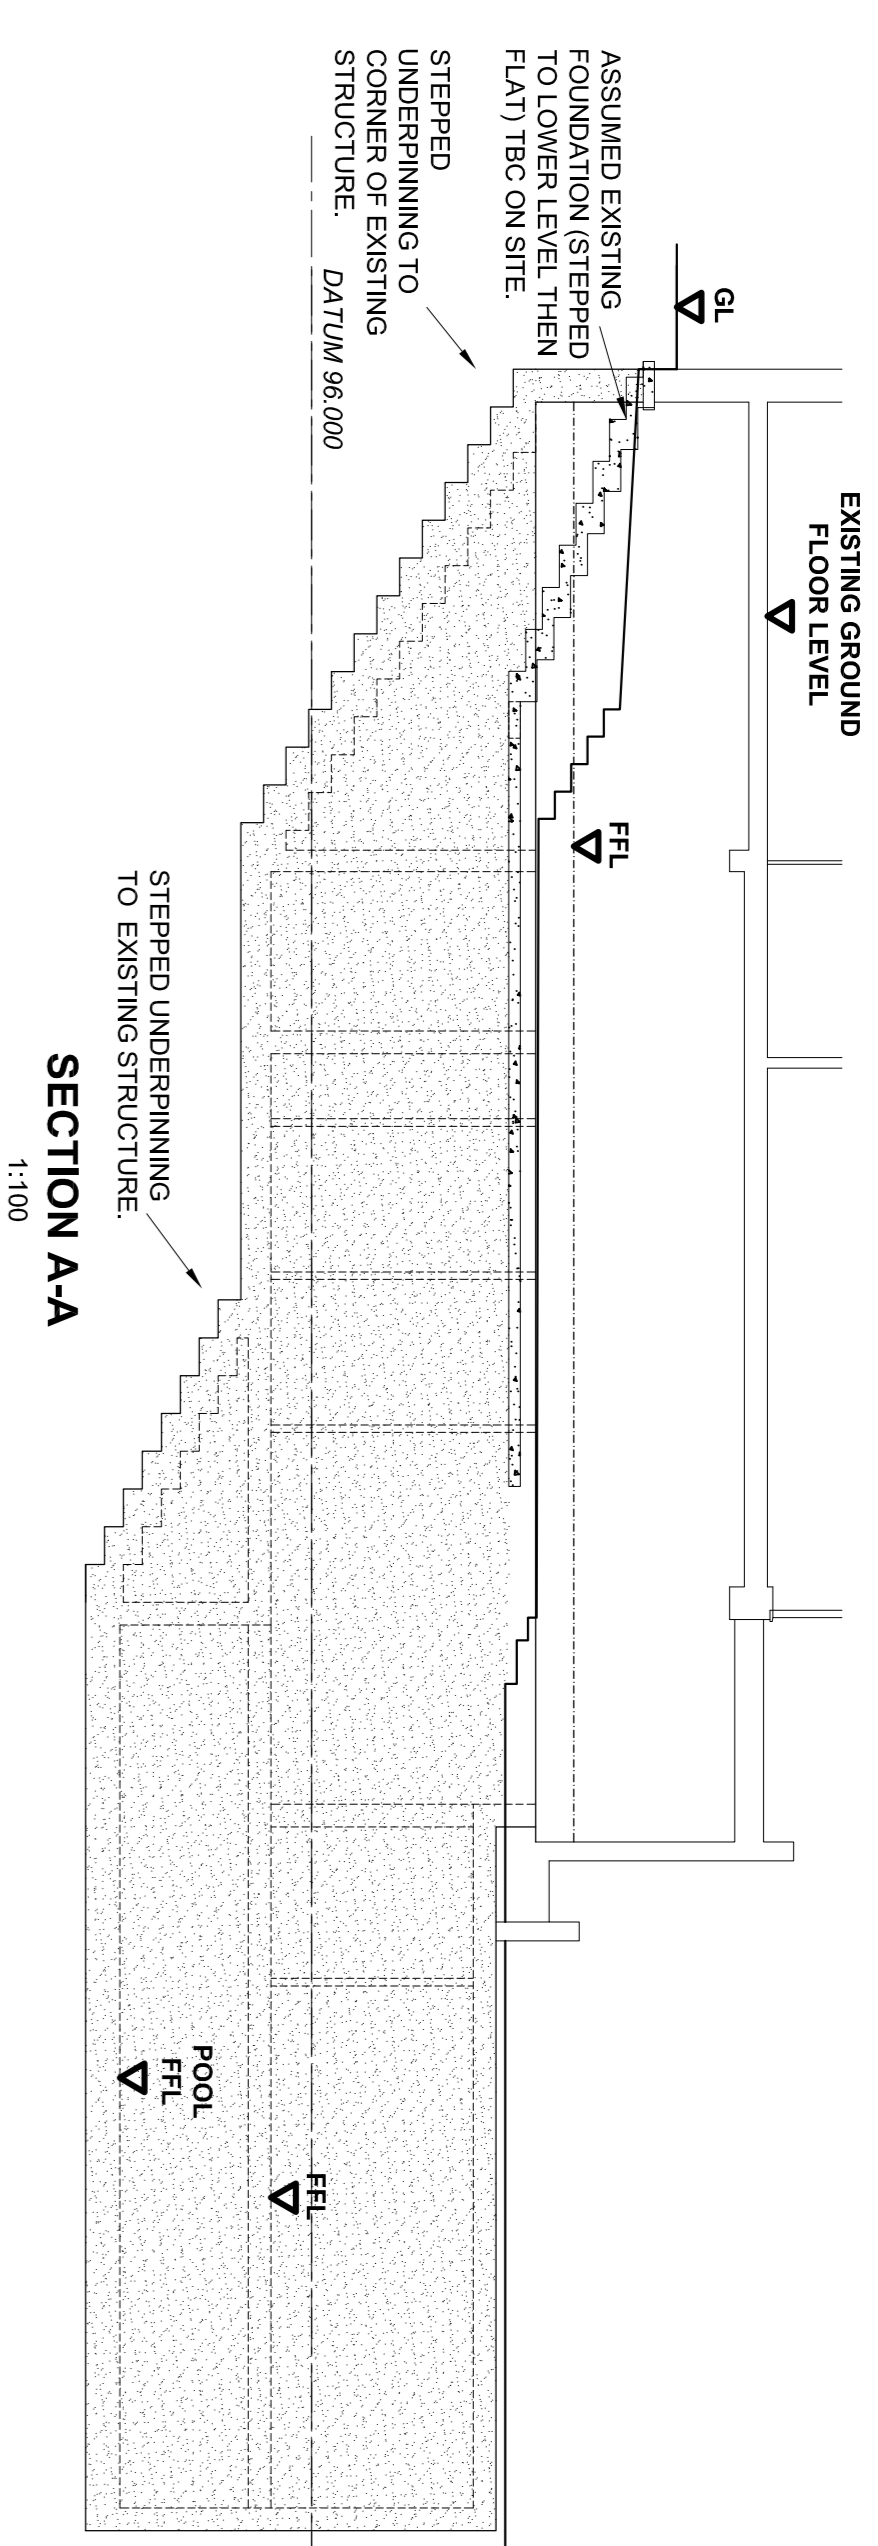 EXISTING GROUND
FLOOR LEVEL
GL
ASSUMED EXISTING
FOUNDATION (STEPPED
TO LOWER LEVEL THEN
FLAT) TBC ON SITE.
FFL
STEPPED
UNDERPINNING TO
CORNER OF EXISTING
STRUCTURE.
DATUM 96.000
FFL
POOL
FFL
STEPPED UNDERPINNING
TO EXISTING STRUCTURE.
SECTION A-A
1:100